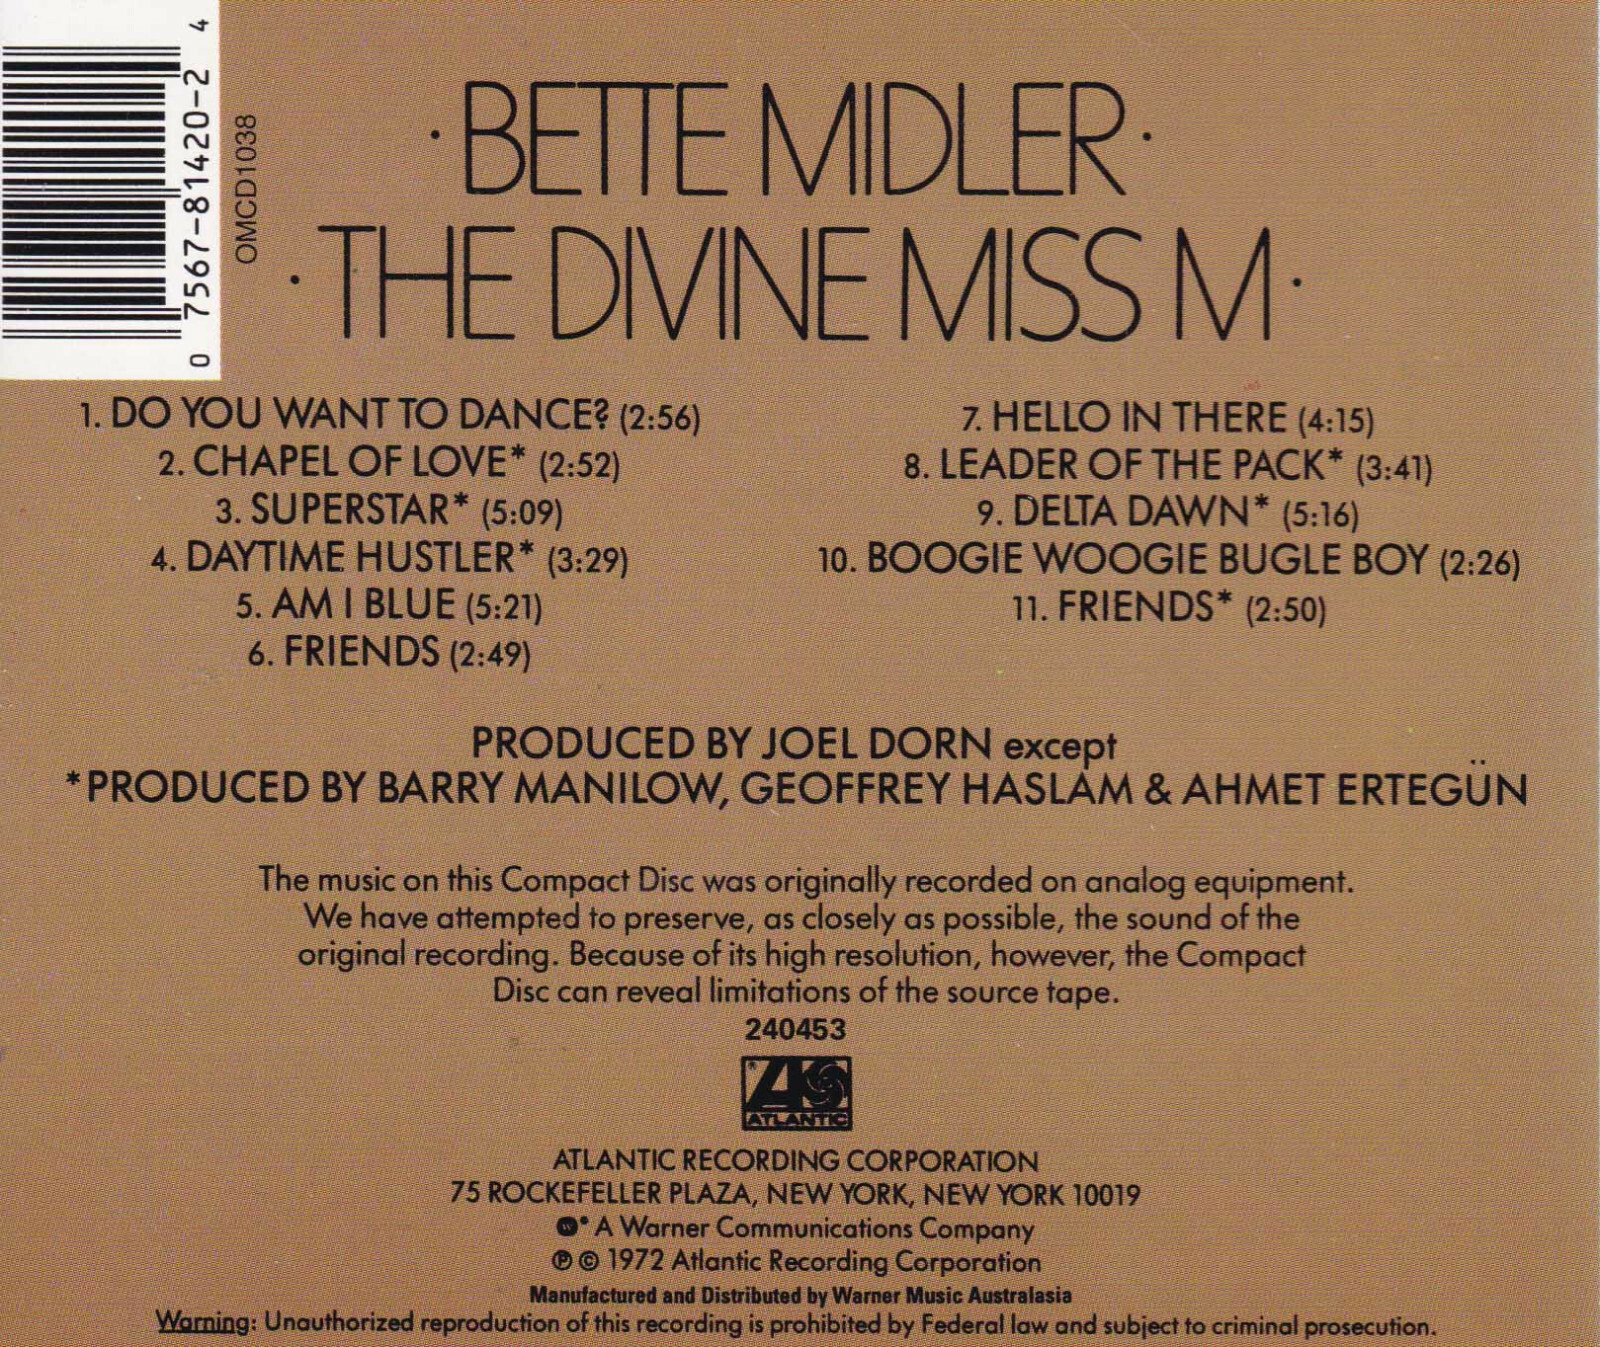 0 7567-81420-2 4
OMCD1038
· BETTE MIDLER ·
· THE DIVINE MISS M ·
1. DO YOU WANT TO DANCE? (2:56)
2. CHAPEL OF LOVE* (2:52)
3. SUPERSTAR* (5:09)
4. DAYTIME HUSTLER* (3:29)
5. AM I BLUE (5:21)
6. FRIENDS (2:49)
7. HELLO IN THERE (4:15)
8. LEADER OF THE PACK* (3:41)
9. DELTA DAWN* (5:16)
10. BOOGIE WOOGIE BUGLE BOY (2:26)
11. FRIENDS* (2:50)
PRODUCED BY JOEL DORN except
*PRODUCED BY BARRY MANILOW, GEOFFREY HASLAM & AHMET ERTEGÜN
The music on this Compact Disc was originally recorded on analog equipment.
We have attempted to preserve, as closely as possible, the sound of the
original recording. Because of its high resolution, however, the Compact
Disc can reveal limitations of the source tape.
240453
®
ATLANTIC
ATLANTIC RECORDING CORPORATION
75 ROCKEFELLER PLAZA, NEW YORK, NEW YORK 10019
A Warner Communications Company
℗ © 1972 Atlantic Recording Corporation
Manufactured and Distributed by Warner Music Australasia
Warning: Unauthorized reproduction of this recording is prohibited by Federal law and subject to criminal prosecution.